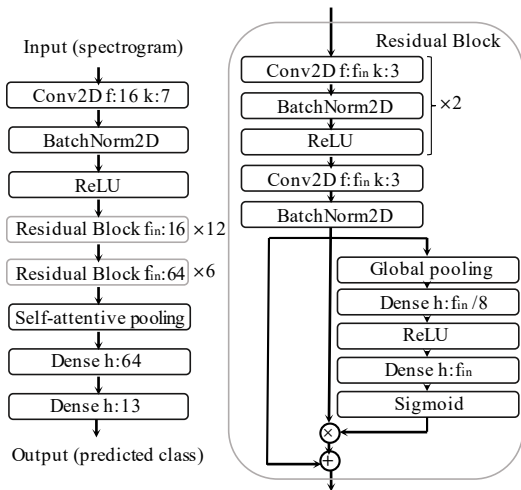 Input (spectrogram)
Conv2D f:16 k:7
BatchNorm2D
ReLU
Residual Block fin:16 ×12
Residual Block fin:64 ×6
Self-attentive pooling
Dense h:64
Dense h:13
Output (predicted class)
Residual Block
Conv2D f:fin k:3
BatchNorm2D
ReLU
×2
Conv2D f:fin k:3
BatchNorm2D
Global pooling
Dense h:fin/8
ReLU
Dense h:fin
Sigmoid
×
+